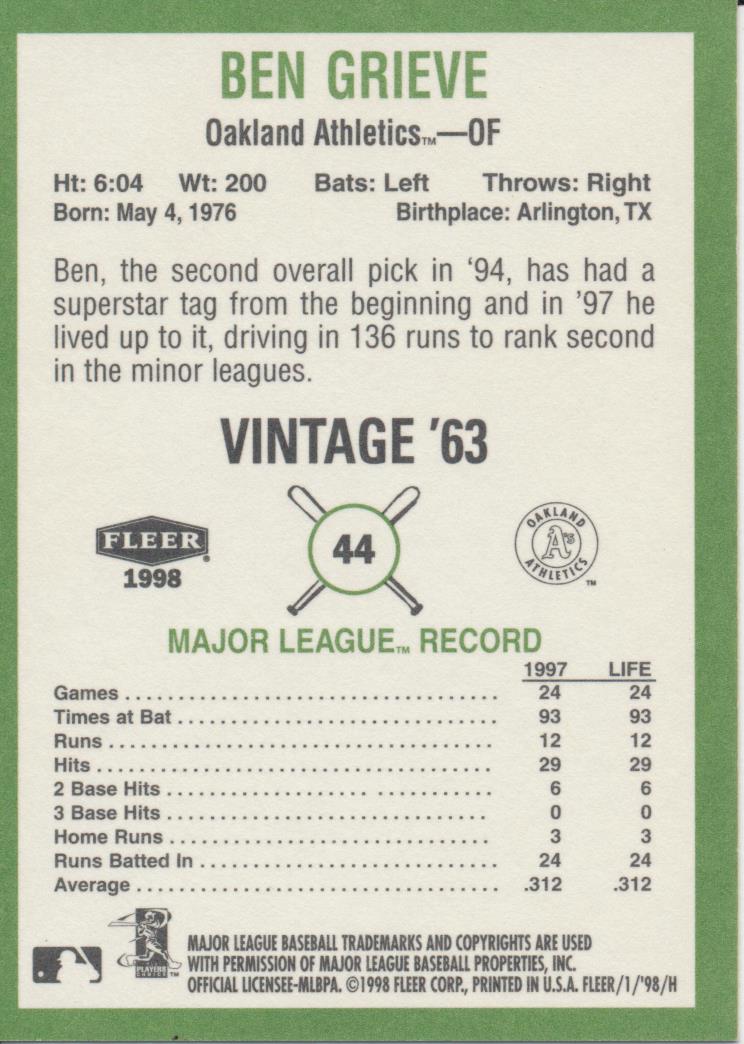 BEN GRIEVE
Oakland Athletics™—OF
Ht: 6:04 Wt: 200 Bats: Left Throws: Right
Born: May 4, 1976 Birthplace: Arlington, TX
Ben, the second overall pick in ‘94, has had a
superstar tag from the beginning and in ’97 he
lived up to it, driving in 136 runs to rank second
in the minor leagues.
VINTAGE ’63
FLEER®
1998
44
OAKLAND
A's
ATHLETICS
™
MAJOR LEAGUE™ RECORD
1997 LIFE
Games . . . . . . . . . . . . . . . . . . . . . . . . . . . . . . . . . . . 24 24
Times at Bat . . . . . . . . . . . . . . . . . . . . . . . . . . . . . . 93 93
Runs . . . . . . . . . . . . . . . . . . . . . . . . . . . . . . . . . . . . 12 12
Hits . . . . . . . . . . . . . . . . . . . . . . . . . . . . . . . . . . . . . 29 29
2 Base Hits . . . . . . . . . . . . . . . . . . . . . . . . . . . . . . 6 6
3 Base Hits . . . . . . . . . . . . . . . . . . . . . . . . . . . . . . 0 0
Home Runs . . . . . . . . . . . . . . . . . . . . . . . . . . . . . . 3 3
Runs Batted In . . . . . . . . . . . . . . . . . . . . . . . . . . . . 24 24
Average . . . . . . . . . . . . . . . . . . . . . . . . . . . . . . . . . . .312 .312
PLAYERS
CHOICE™
MAJOR LEAGUE BASEBALL TRADEMARKS AND COPYRIGHTS ARE USED
WITH PERMISSION OF MAJOR LEAGUE BASEBALL PROPERTIES, INC.
OFFICIAL LICENSEE-MLBPA. ©1998 FLEER CORP., PRINTED IN U.S.A. FLEER/1/'98/H